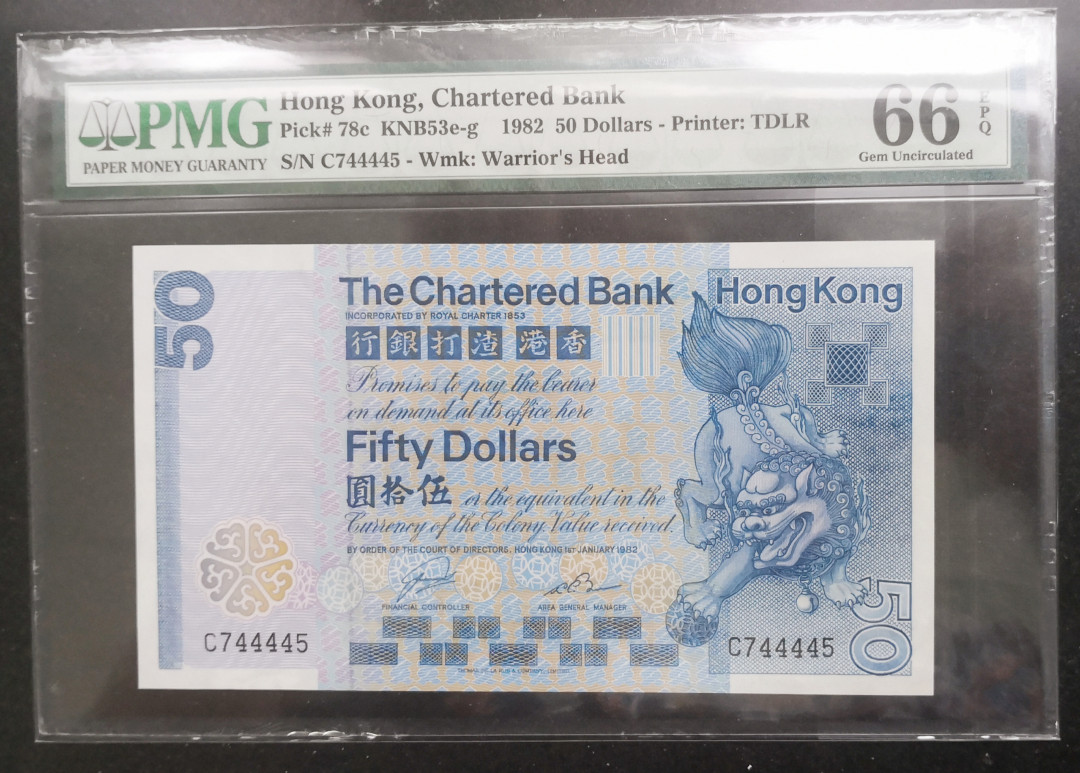 PMG
PAPER MONEY GUARANTY
Hong Kong, Chartered Bank
Pick# 78c KNB53e-g 1982 50 Dollars - Printer: TDLR
S/N C744445 - Wmk: Warrior's Head
66
EPQ
Gem Uncirculated
50
The Chartered Bank
Hong Kong
INCORPORATED BY ROYAL CHARTER 1853
行銀打渣港香
Promises to pay the bearer
on demand at its office here
Fifty Dollars
圓拾伍 or the equivalent in the
Currency of the Colony. Value received.
BY ORDER OF THE COURT OF DIRECTORS. HONG KONG 1ST JANUARY 1982
FINANCIAL CONTROLLER
AREA GENERAL MANAGER
C744445
C744445
50